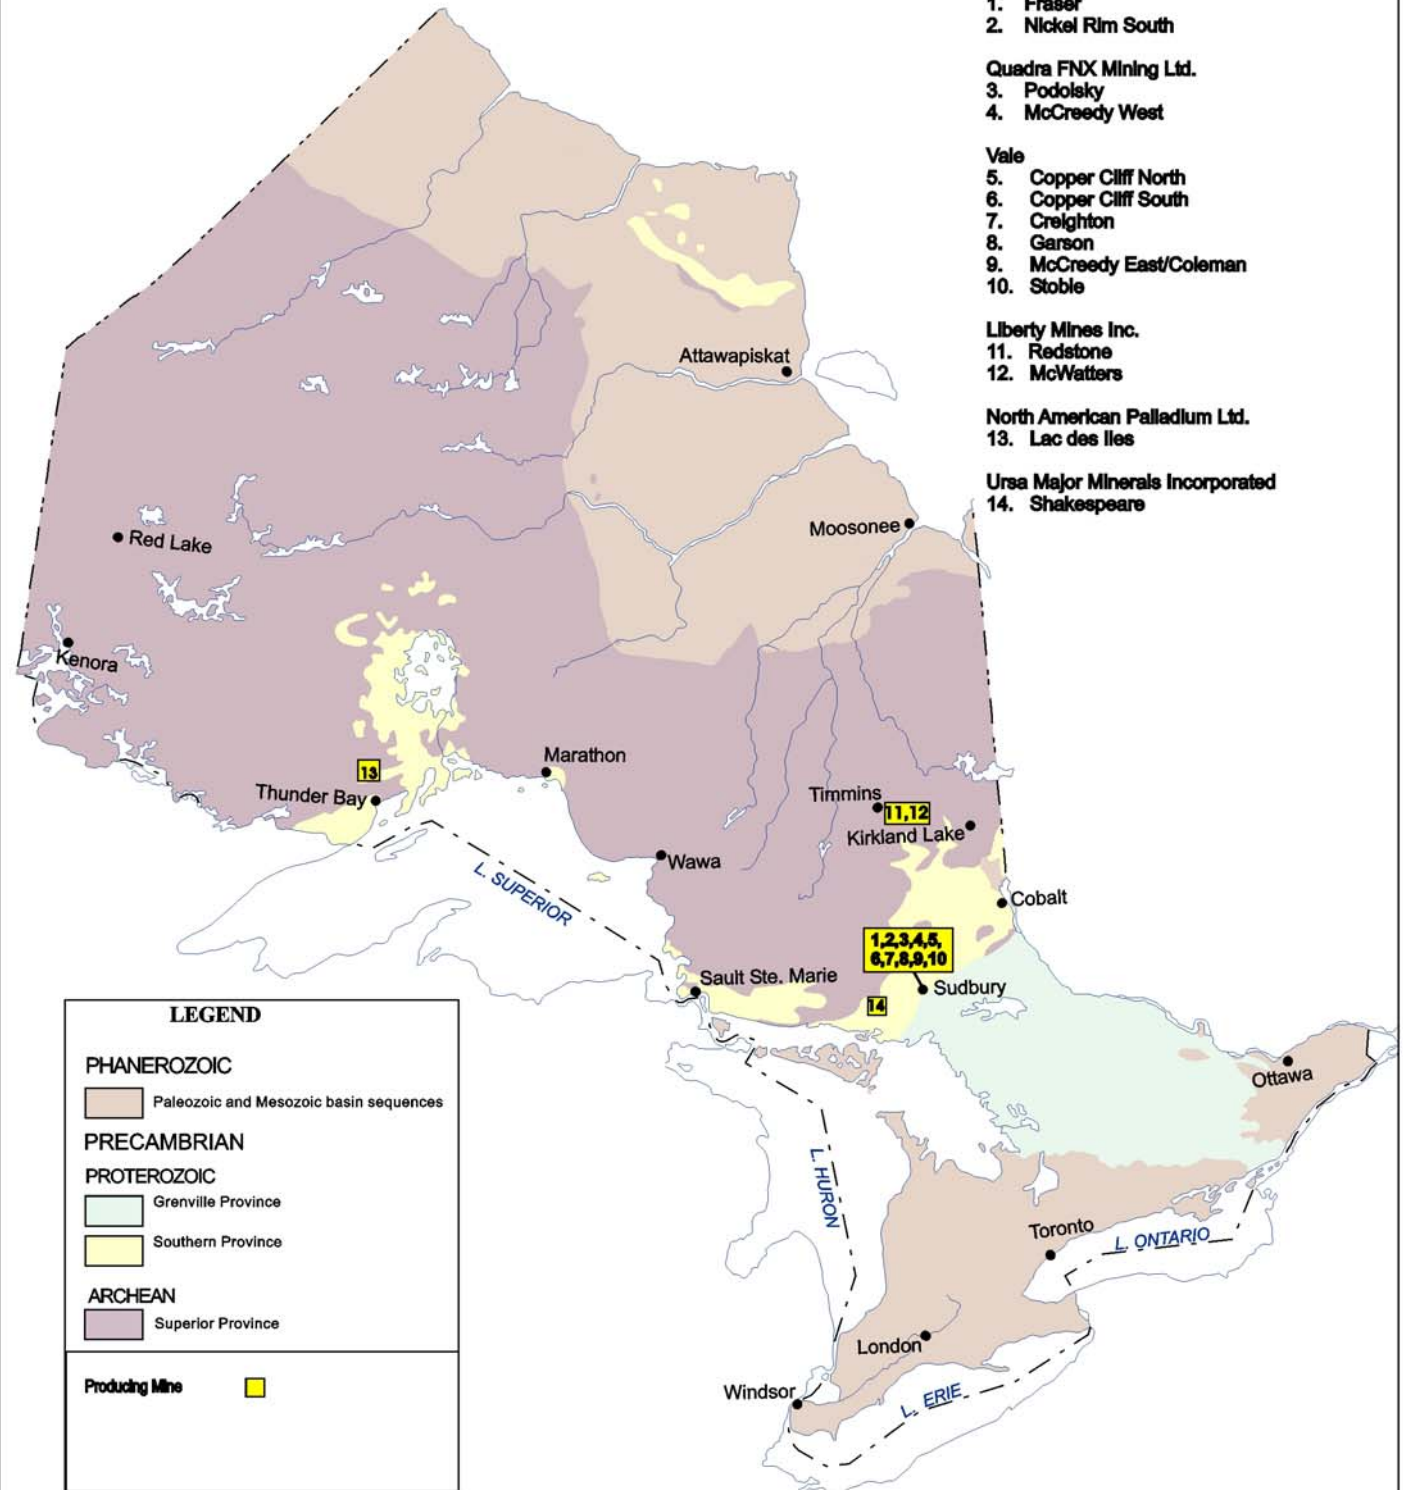 1. Fraser
2. Nickel Rim South
Quadra FNX Mining Ltd.
3. Podolsky
4. McCreedy West
Vale
5. Copper Cliff North
6. Copper Cliff South
7. Creighton
8. Garson
9. McCreedy East/Coleman
10. Stobie
Liberty Mines Inc.
11. Redstone
12. McWatters
North American Palladium Ltd.
13. Lac des Iles
Ursa Major Minerals Incorporated
14. Shakespeare
Attawapiskat
Moosonee
Red Lake
Kenora
Marathon
13
Thunder Bay
Timmins
11,12
Kirkland Lake
Wawa
L. SUPERIOR
Cobalt
1,2,3,4,5,
6,7,8,9,10
Sault Ste. Marie
Sudbury
14
Ottawa
L. HURON
Toronto
L. ONTARIO
London
Windsor
L. ERIE
LEGEND
PHANEROZOIC
Paleozoic and Mesozoic basin sequences
PRECAMBRIAN
PROTEROZOIC
Grenville Province
Southern Province
ARCHEAN
Superior Province
Producing Mine